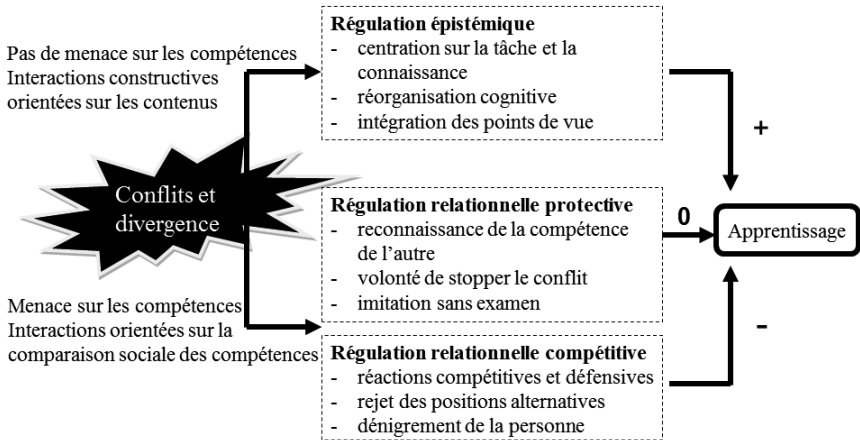 Pas de menace sur les compétences
Interactions constructives
orientées sur les contenus
Conflits et
divergence
Menace sur les compétences
Interactions orientées sur la
comparaison sociale des compétences
Régulation épistémique
- centration sur la tâche et la
connaissance
- réorganisation cognitive
- intégration des points de vue
Régulation relationnelle protective
- reconnaissance de la compétence
de l’autre
- volonté de stopper le conflit
- imitation sans examen
Régulation relationnelle compétitive
- réactions compétitives et défensives
- rejet des positions alternatives
- dénigrement de la personne
+
0
-
Apprentissage